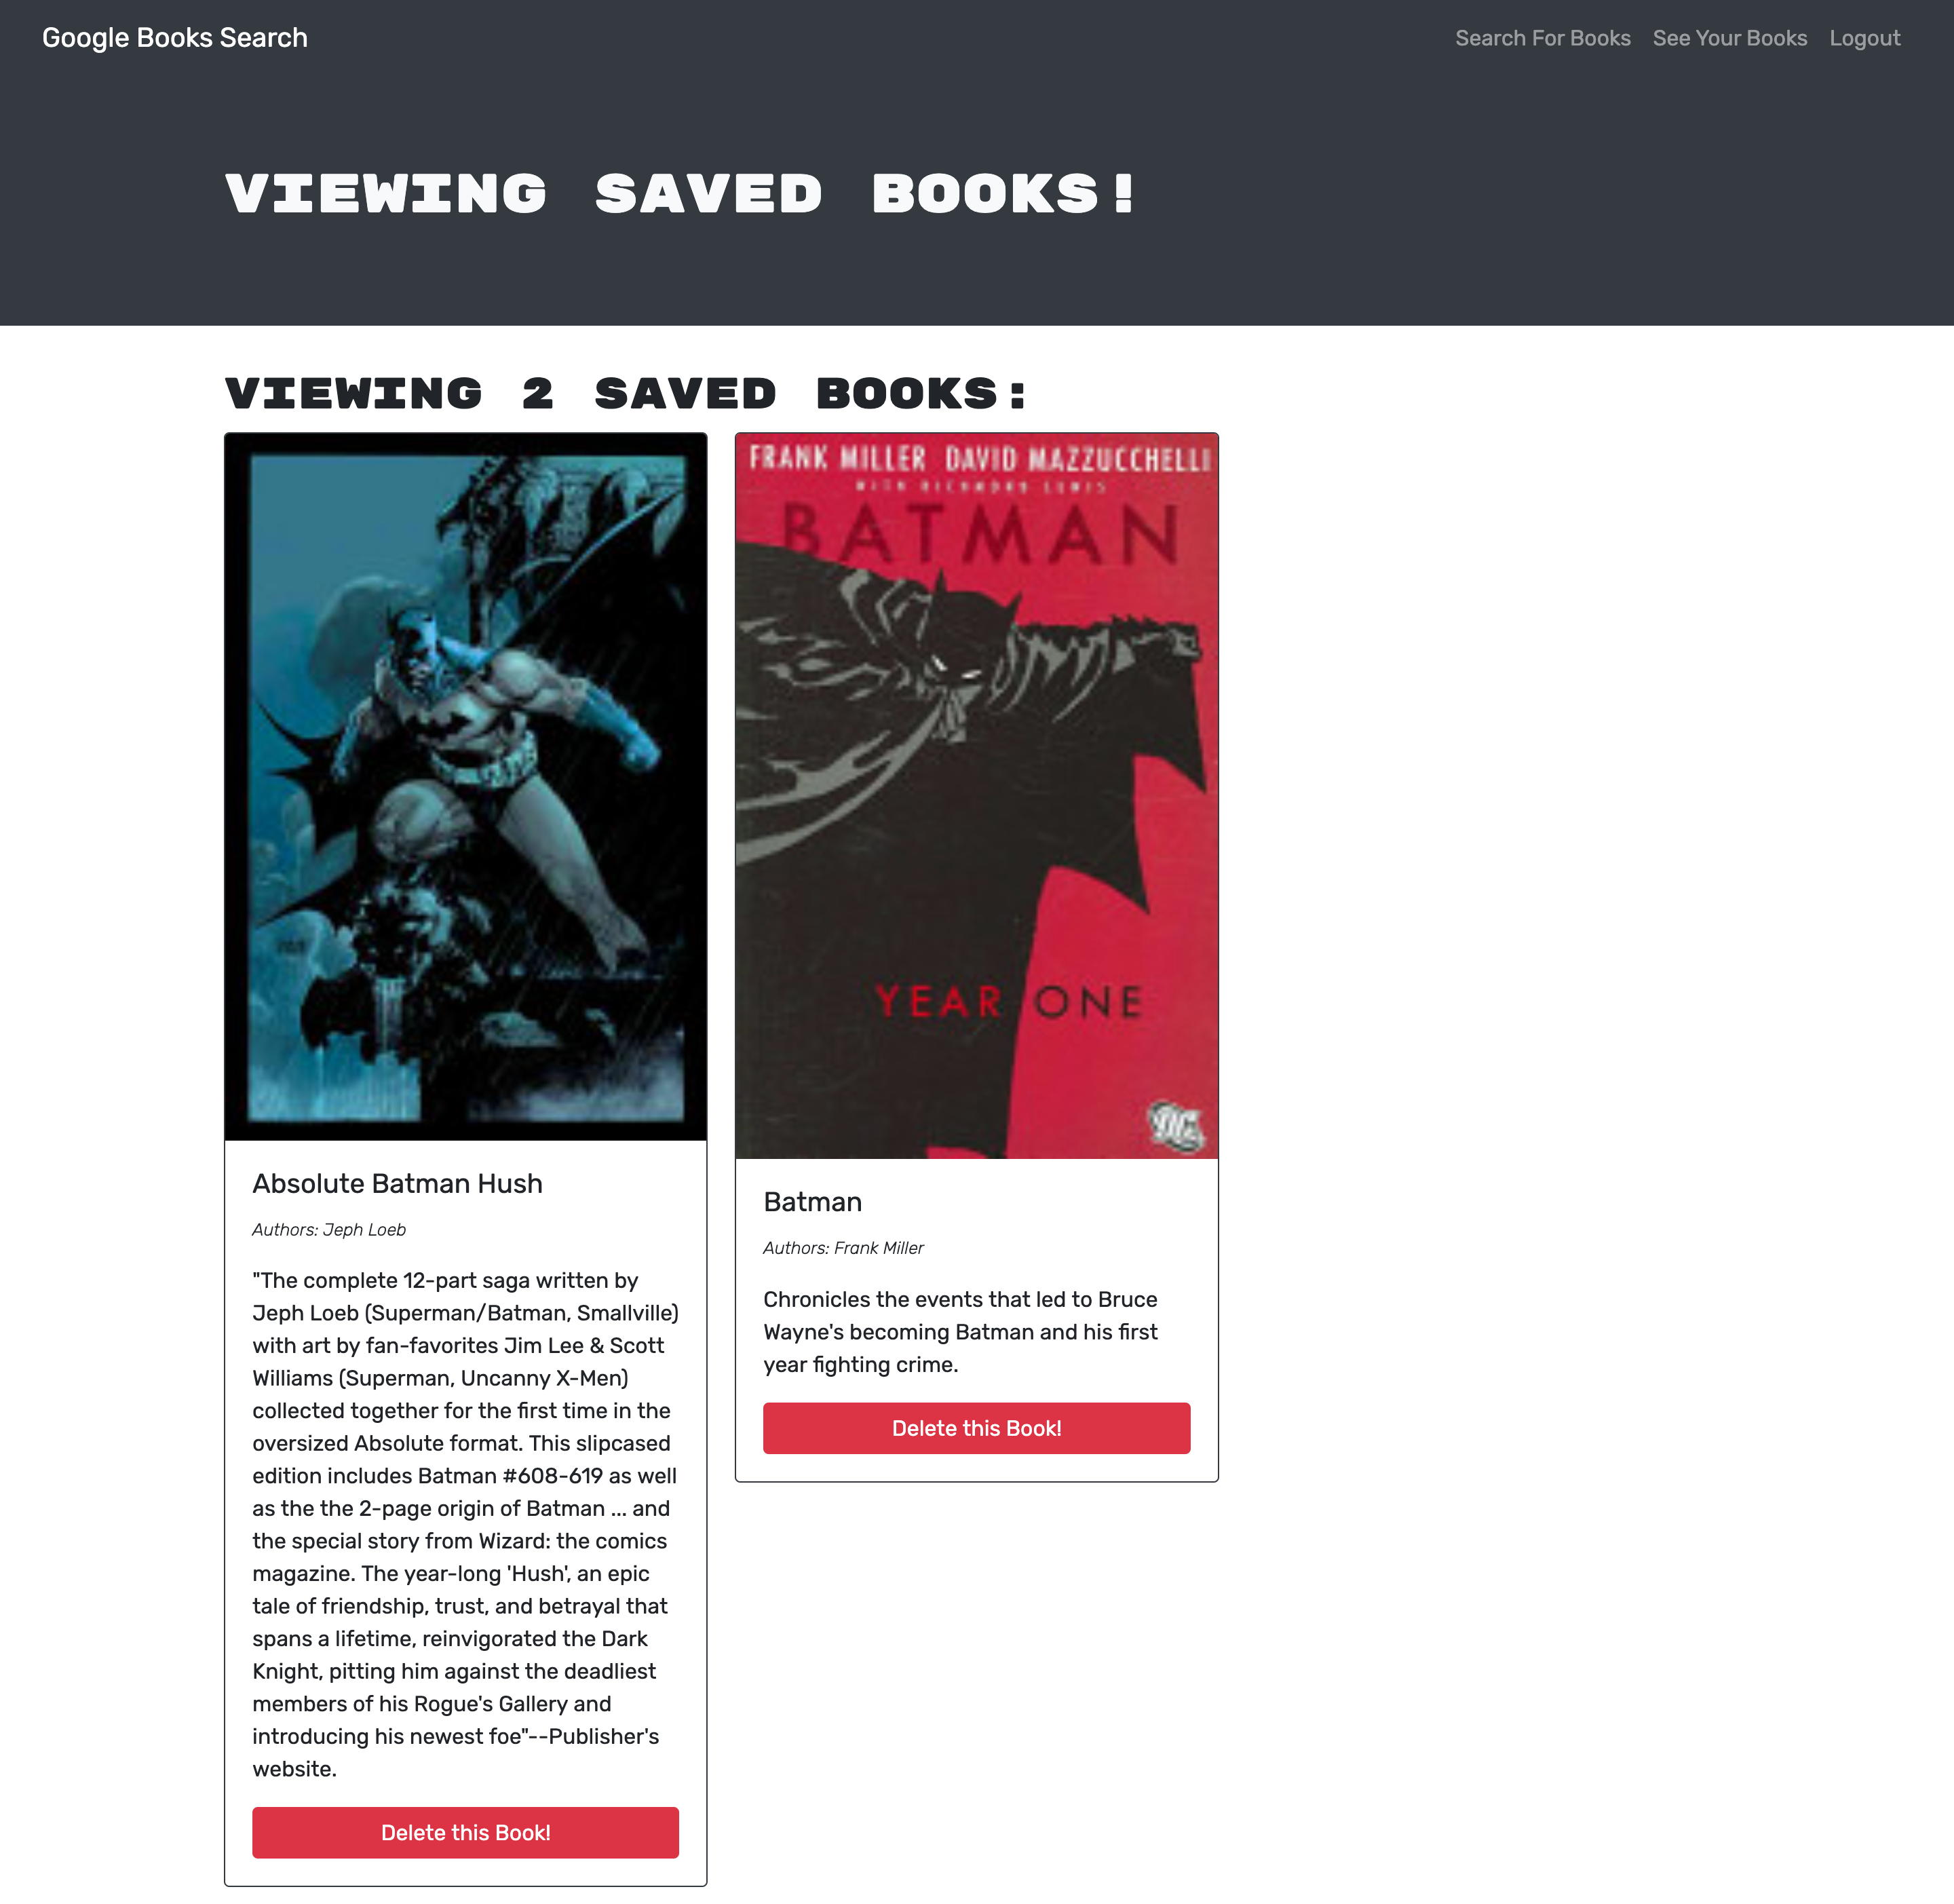 Google Books Search
Search For Books See Your Books Logout
VIEWING SAVED BOOKS!
VIEWING 2 SAVED BOOKS:
Absolute Batman Hush
Authors: Jeph Loeb
"The complete 12-part saga written by
Jeph Loeb (Superman/Batman, Smallville)
with art by fan-favorites Jim Lee & Scott
Williams (Superman, Uncanny X-Men)
collected together for the first time in the
oversized Absolute format. This slipcased
edition includes Batman #608-619 as well
as the the 2-page origin of Batman ... and
the special story from Wizard: the comics
magazine. The year-long 'Hush', an epic
tale of friendship, trust, and betrayal that
spans a lifetime, reinvigorated the Dark
Knight, pitting him against the deadliest
members of his Rogue's Gallery and
introducing his newest foe"--Publisher's
website.
Delete this Book!
FRANK MILLER DAVID MAZZUCCHELLI
WITH RICHMOND LEWIS
BATMAN
YEAR ONE
DC
Batman
Authors: Frank Miller
Chronicles the events that led to Bruce
Wayne's becoming Batman and his first
year fighting crime.
Delete this Book!